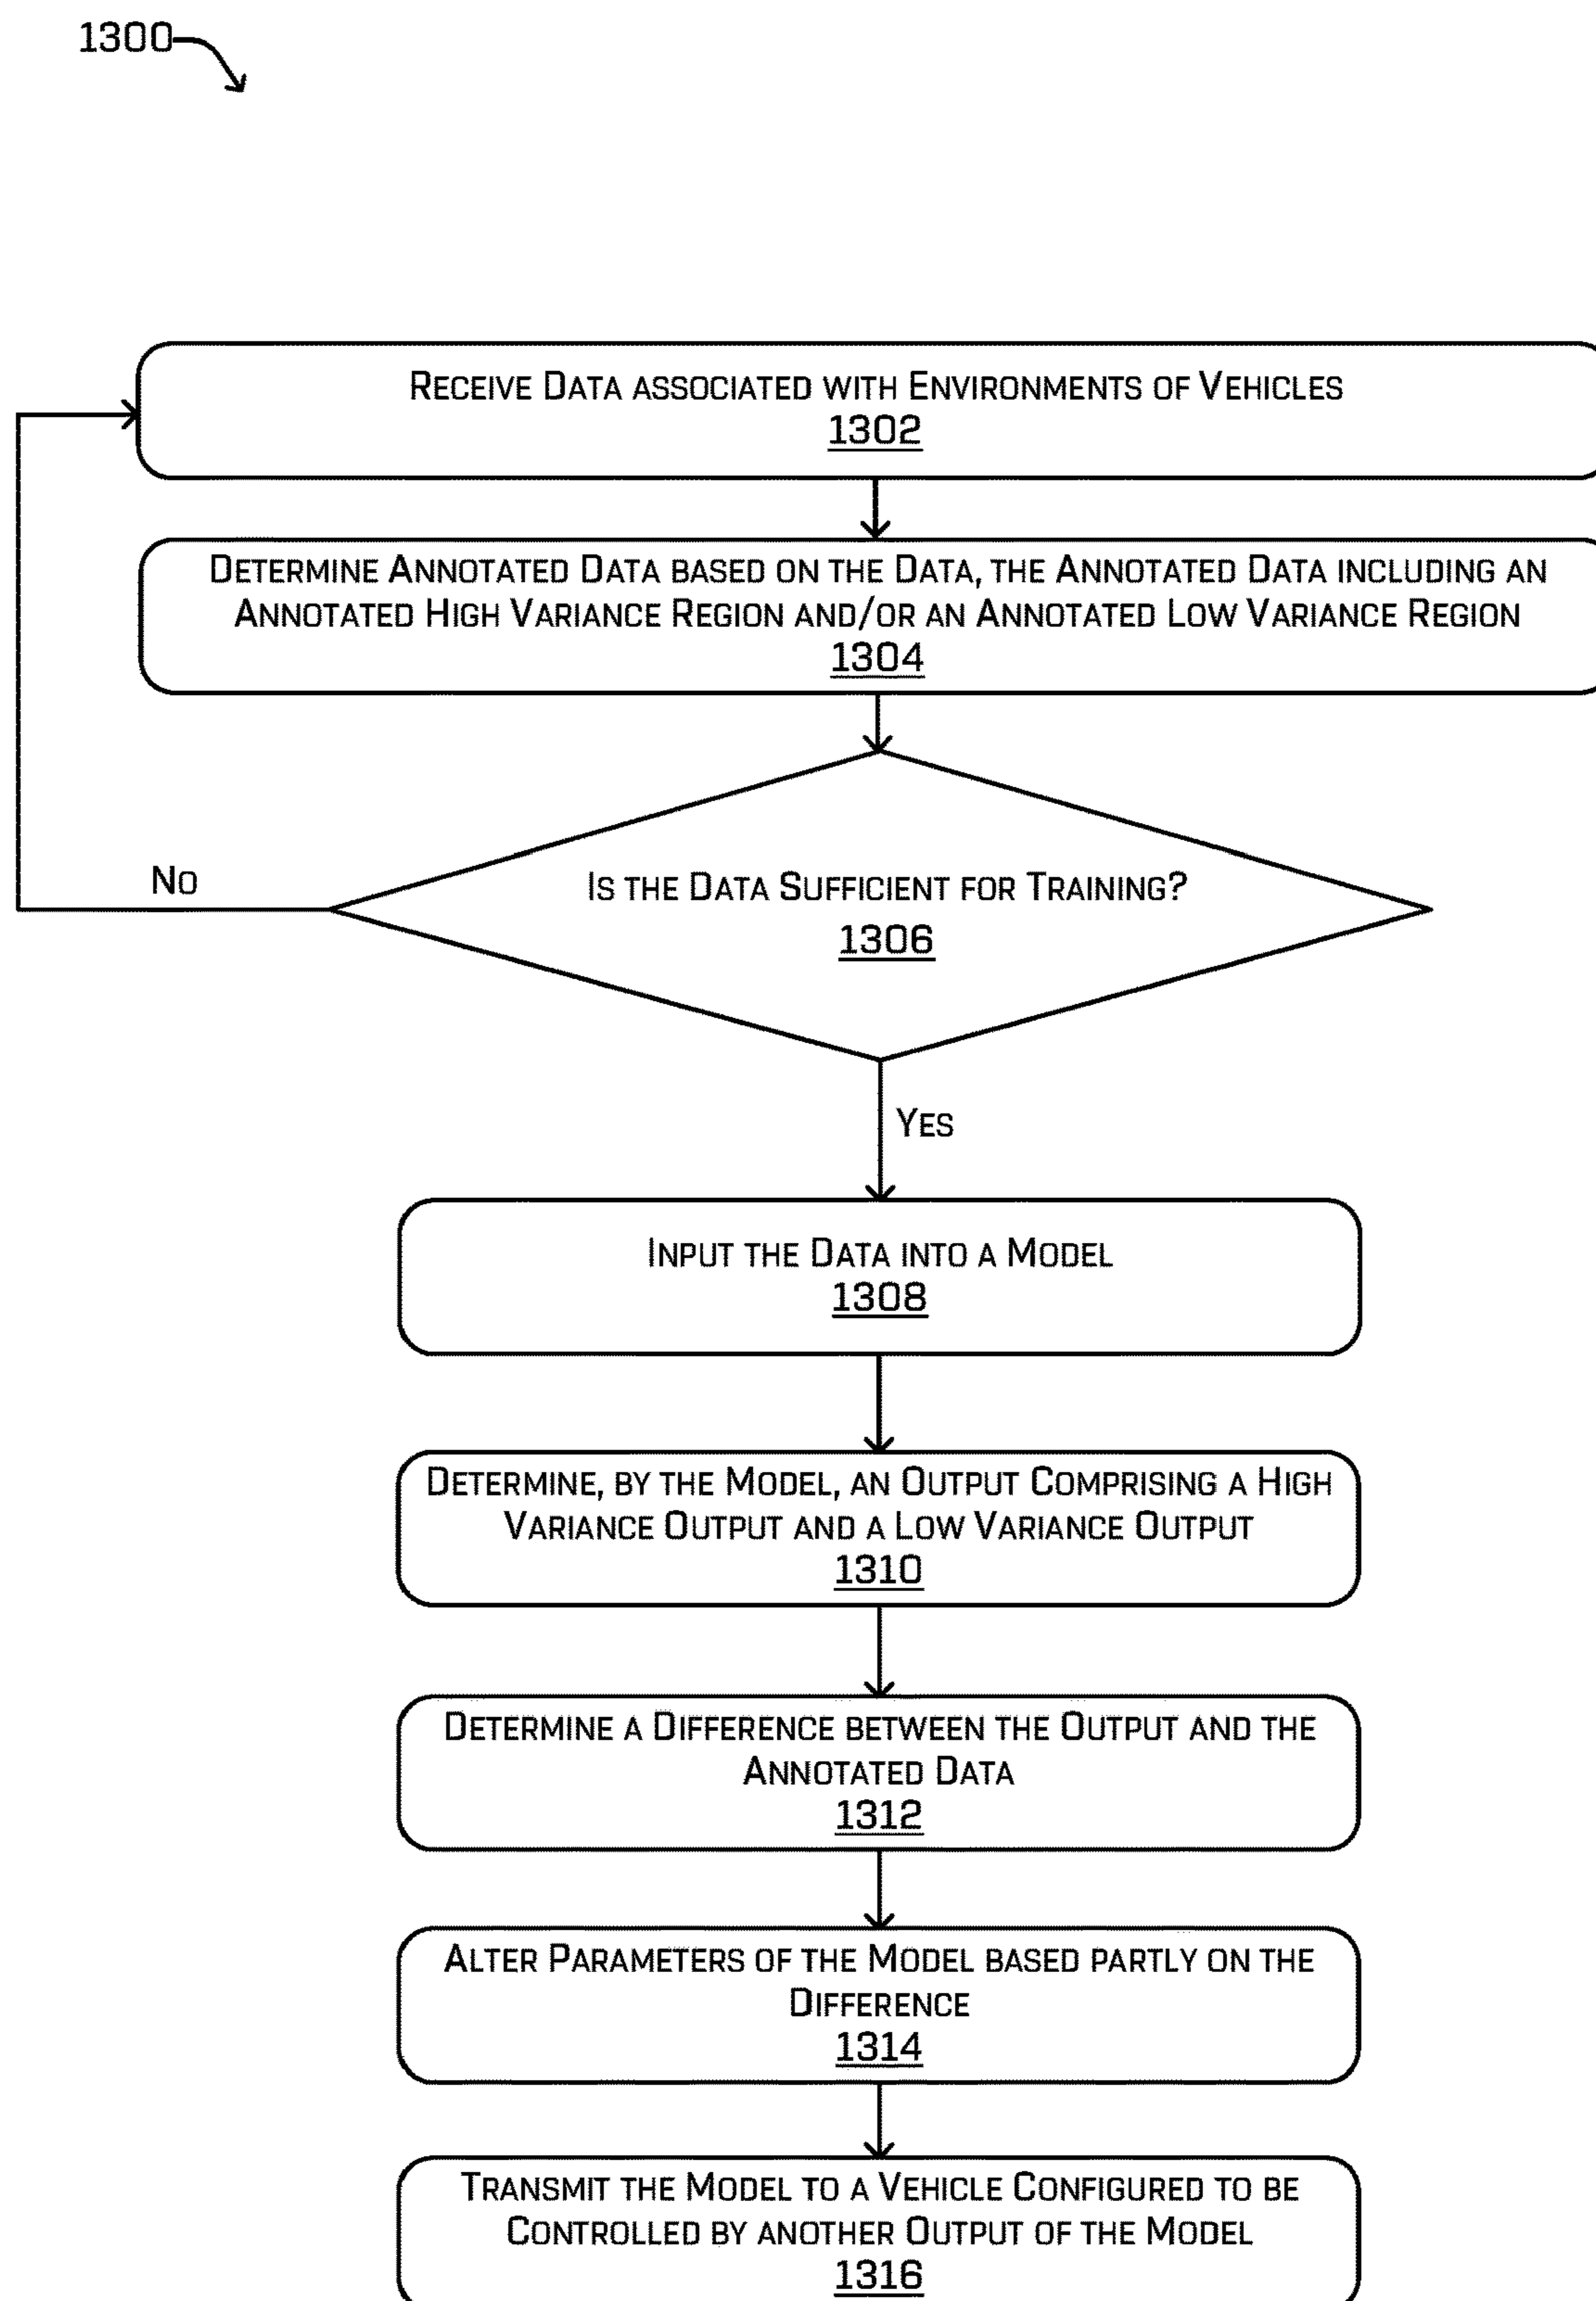 1300
Receive Data associated with Environments of Vehicles
1302
Determine Annotated Data based on the Data, the Annotated Data including an
Annotated High Variance Region and/or an Annotated Low Variance Region
1304
Is the Data Sufficient for Training?
1306
No
Yes
Input the Data into a Model
1308
Determine, by the Model, an Output Comprising a High
Variance Output and a Low Variance Output
1310
Determine a Difference between the Output and the
Annotated Data
1312
Alter Parameters of the Model based partly on the
Difference
1314
Transmit the Model to a Vehicle Configured to be
Controlled by another Output of the Model
1316